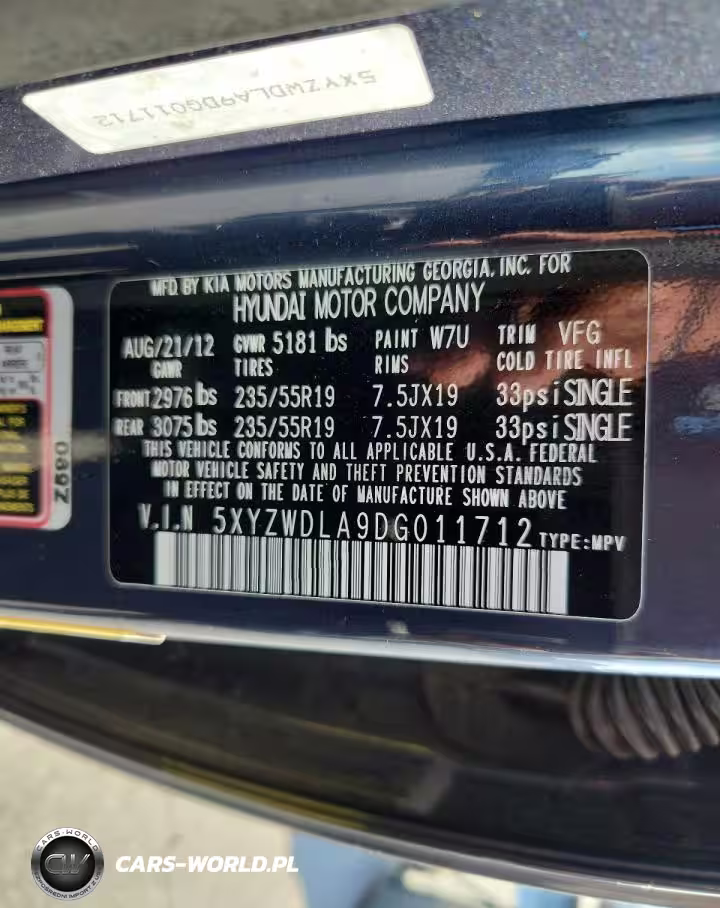 5XYZWDLA9DG011712
MFD. BY KIA MOTORS MANUFACTURING GEORGIA, INC. FOR
HYUNDAI MOTOR COMPANY
AUG/21/12 GVWR 5181 lbs PAINT W7U TRIM VFG
GAWR TIRES RIMS COLD TIRE INFL
FRONT 2976 lbs 235/55R19 7.5JX19 33psi SINGLE
REAR 3075 lbs 235/55R19 7.5JX19 33psi SINGLE
THIS VEHICLE CONFORMS TO ALL APPLICABLE U.S.A. FEDERAL
MOTOR VEHICLE SAFETY AND THEFT PREVENTION STANDARDS
IN EFFECT ON THE DATE OF MANUFACTURE SHOWN ABOVE
V.I.N 5XYZWDLA9DG011712 TYPE:MPV
CARS-WORLD
CW
CARS-WORLD.PL